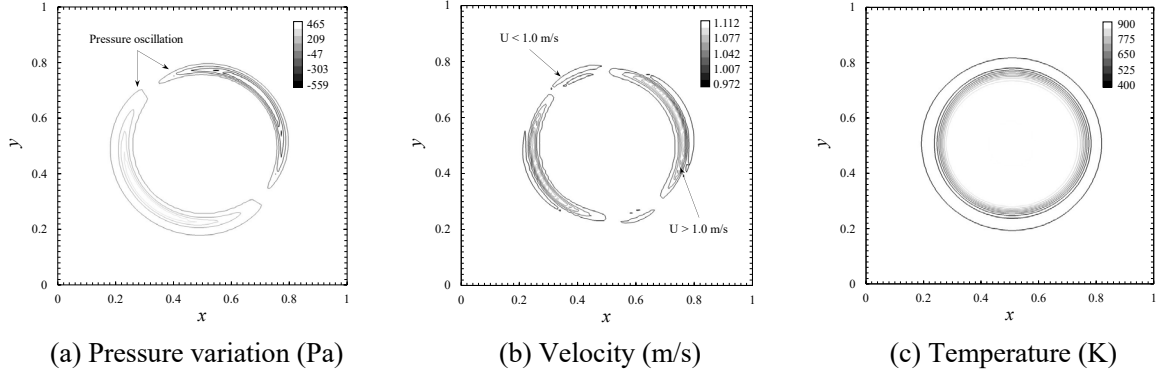 1
0.8
0.6
y
0.4
0.2
0
0 0.2 0.4 0.6 0.8 1
x
Pressure oscillation
465
209
-47
-303
-559
(a) Pressure variation (Pa)
1
0.8
0.6
y
0.4
0.2
0
0 0.2 0.4 0.6 0.8 1
x
U < 1.0 m/s
U > 1.0 m/s
1.112
1.077
1.042
1.007
0.972
(b) Velocity (m/s)
1
0.8
0.6
y
0.4
0.2
0
0 0.2 0.4 0.6 0.8 1
x
900
775
650
525
400
(c) Temperature (K)